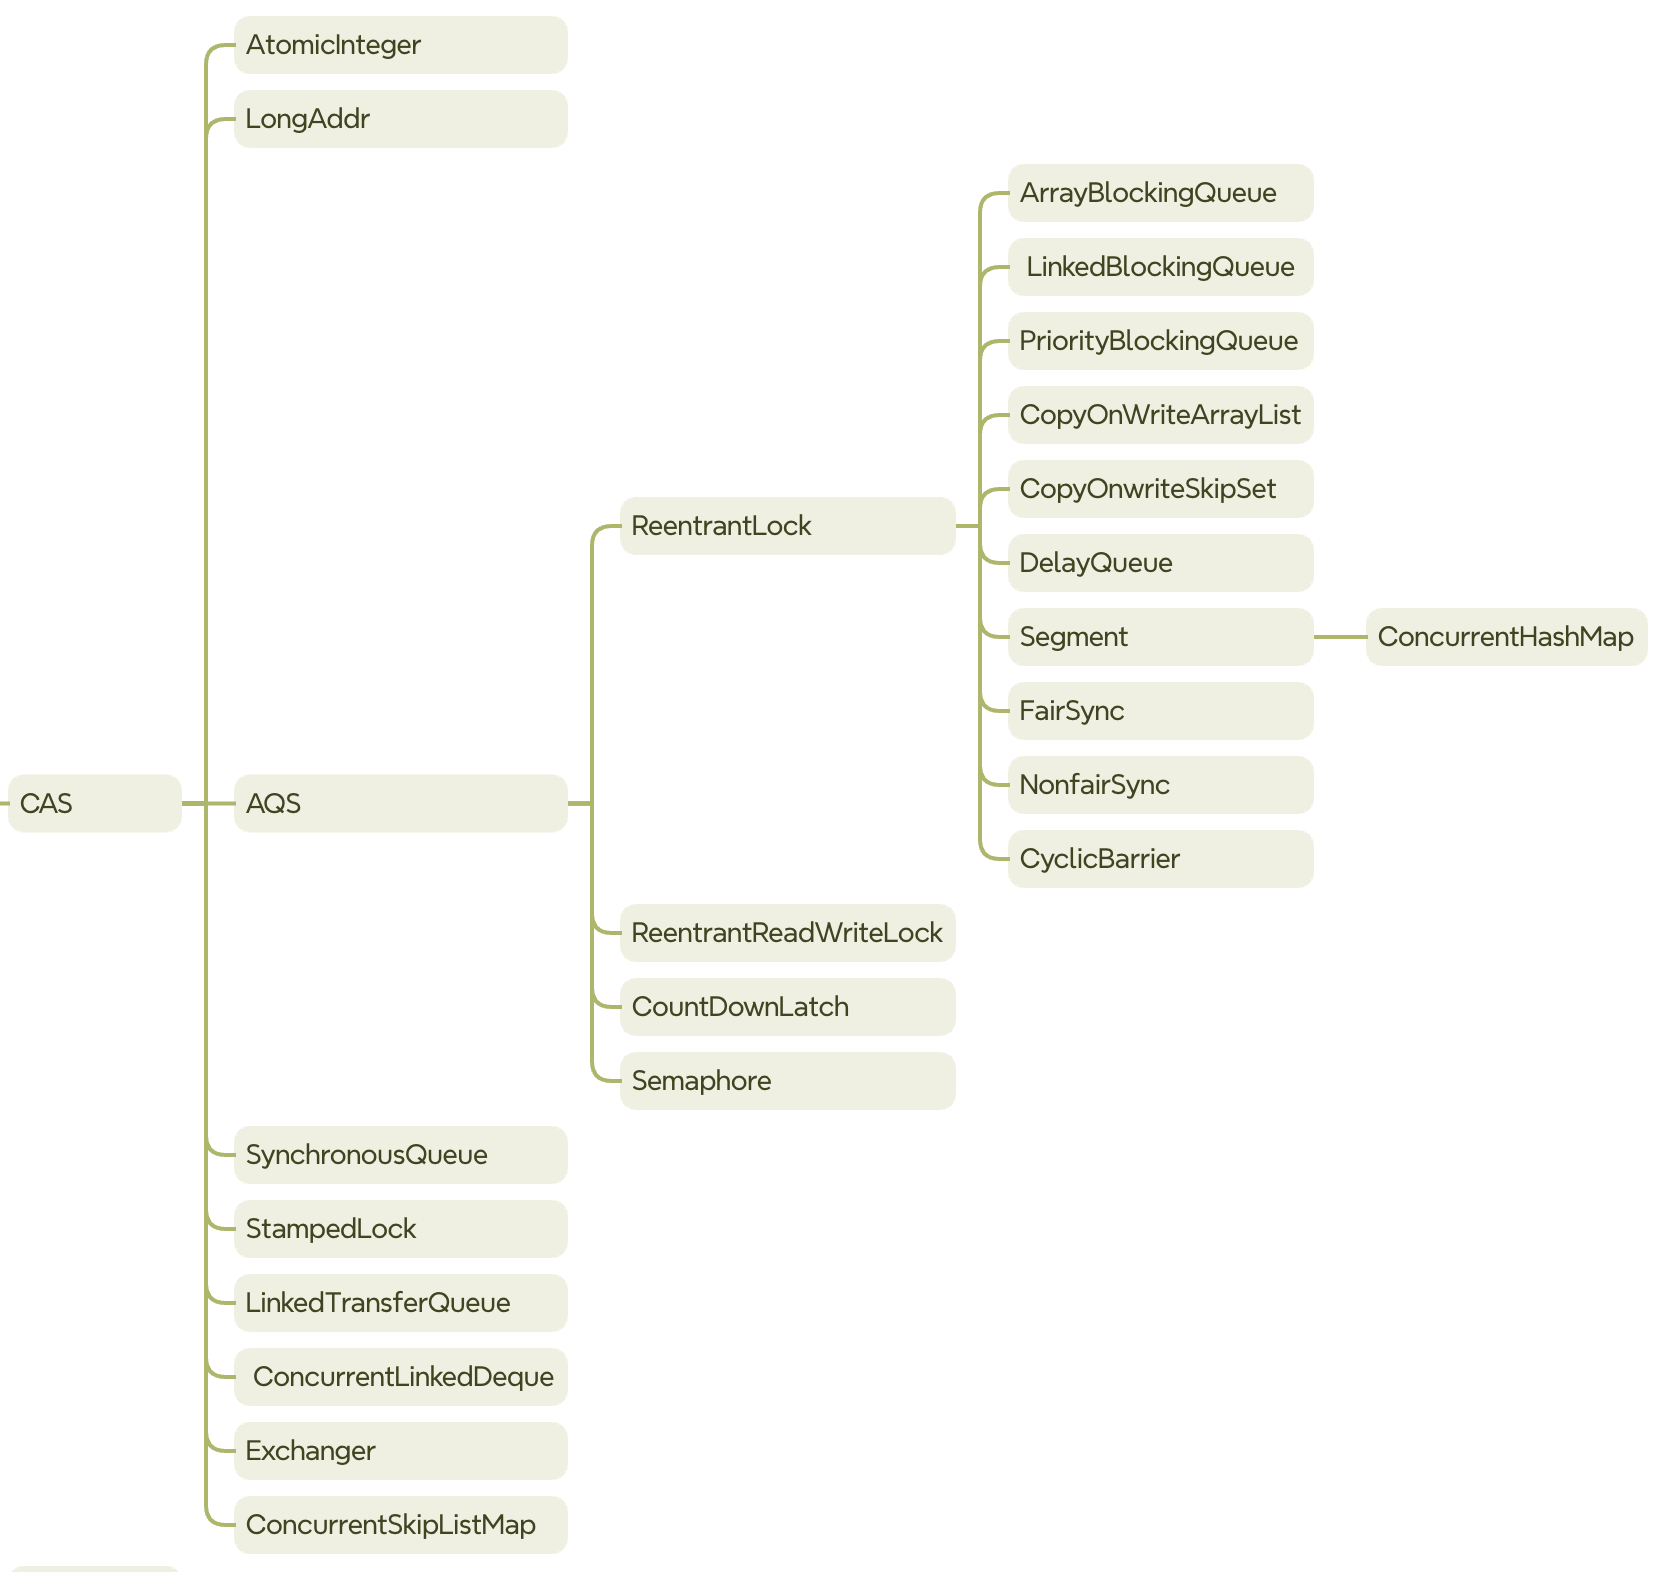 AtomicInteger
LongAddr
ArrayBlockingQueue
LinkedBlockingQueue
PriorityBlockingQueue
CopyOnWriteArrayList
CopyOnwriteSkipSet
ReentrantLock
DelayQueue
Segment
ConcurrentHashMap
FairSync
NonfairSync
CAS
AQS
CyclicBarrier
ReentrantReadWriteLock
CountDownLatch
Semaphore
SynchronousQueue
StampedLock
LinkedTransferQueue
ConcurrentLinkedDeque
Exchanger
ConcurrentSkipListMap